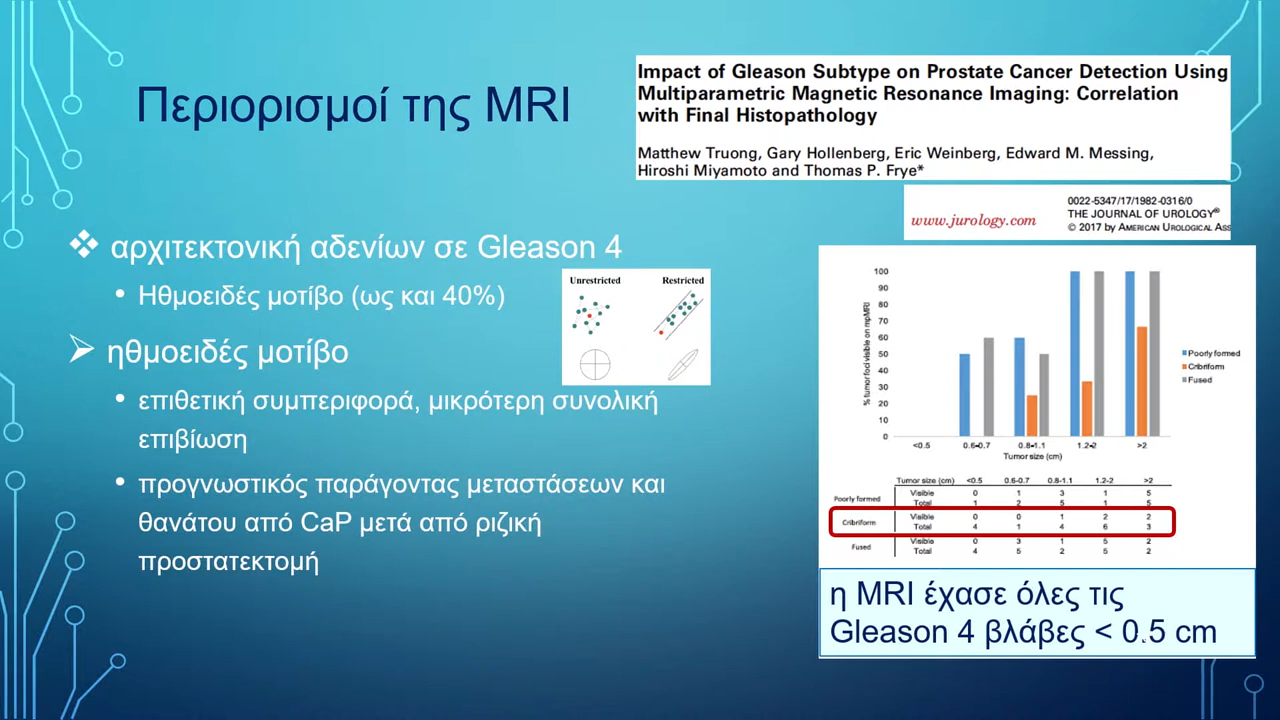 Περιορισμοί της MRI
Impact of Gleason Subtype on Prostate Cancer Detection Using
Multiparametric Magnetic Resonance Imaging: Correlation
with Final Histopathology
Matthew Truong, Gary Hollenberg, Eric Weinberg, Edward M. Messing,
Hiroshi Miyamoto and Thomas P. Frye*
www.jurology.com
0022-5347/17/1982-0316/0
THE JOURNAL OF UROLOGY®
© 2017 by AMERICAN UROLOGICAL ASS
❖ αρχιτεκτονική αδενίων σε Gleason 4
• Ηθμοειδές μοτίβο (ως και 40%)
➢ ηθμοειδές μοτίβο
• επιθετική συμπεριφορά, μικρότερη συνολική
επιβίωση
• προγνωστικός παράγοντας μεταστάσεων και
θανάτου από CaP μετά από ριζική
προστατεκτομή
Unrestricted Restricted
% tumor foci visible on mpMRI
100
90
80
70
60
50
40
30
20
10
0
<0.5 0.6-0.7 0.8-1.1 1.2-2 >2
Tumor size (cm)
Poorly formed
Cribriform
Fused
Tumor size (cm) <0.5 0.6-0.7 0.8-1.1 1.2-2 >2
Poorly formed Visible 0 1 3 1 5
Total 1 2 5 1 5
Cribriform Visible 0 0 1 2 2
Total 4 1 4 6 3
Fused Visible 0 3 1 5 2
Total 4 5 2 5 2
η MRI έχασε όλες τις
Gleason 4 βλάβες < 0.5 cm